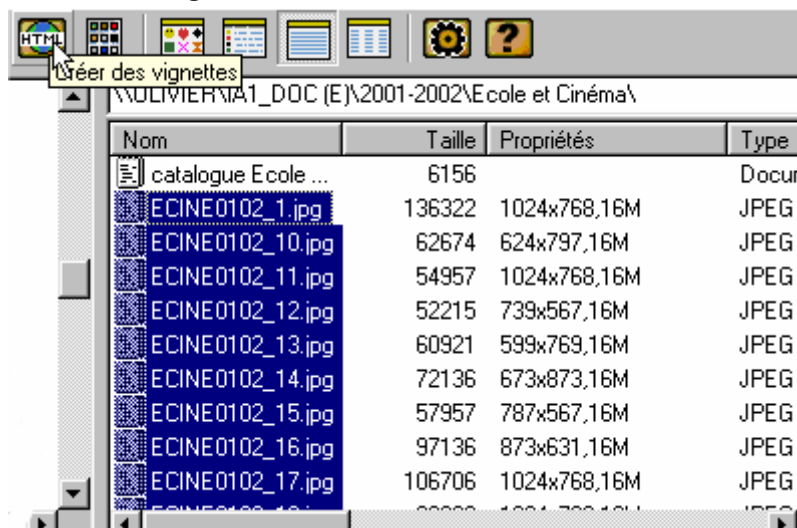 HTML
?
Créer des vignettes
\\OLIVIER\IA1_DOC (E)\2001-2002\Ecole et Cinéma\
Nom Taille Propriétés Type
catalogue Ecole ... 6156 Docur
ECINE0102_1.jpg 136322 1024x768,16M JPEG
ECINE0102_10.jpg 62674 624x797,16M JPEG
ECINE0102_11.jpg 54957 1024x768,16M JPEG
ECINE0102_12.jpg 52215 739x567,16M JPEG
ECINE0102_13.jpg 60921 599x769,16M JPEG
ECINE0102_14.jpg 72136 673x873,16M JPEG
ECINE0102_15.jpg 57957 787x567,16M JPEG
ECINE0102_16.jpg 97136 873x631,16M JPEG
ECINE0102_17.jpg 106706 1024x768,16M JPEG